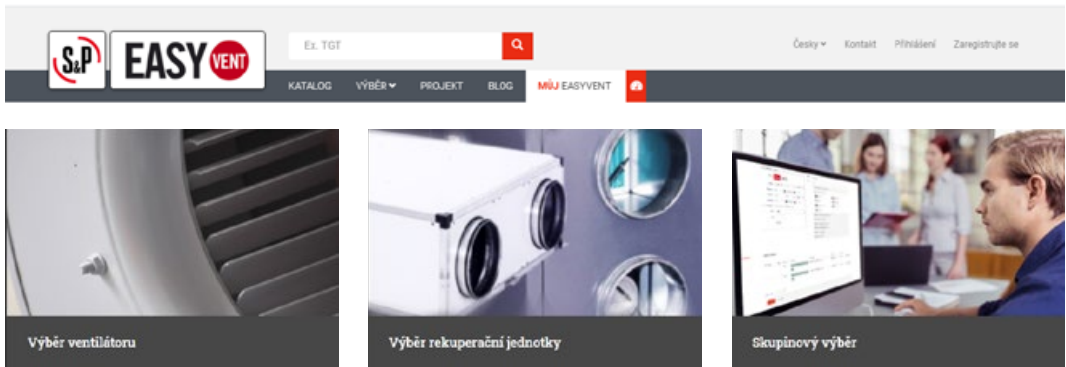 S&P EASY VENT
Ex. TGT
Česky Kontakt Přihlášení Zaregistrujte se
KATALOG VÝBĚR PROJEKT BLOG MŮJ EASYVENT
Výběr ventilátoru Výběr rekuperační jednotky Skupinový výběr